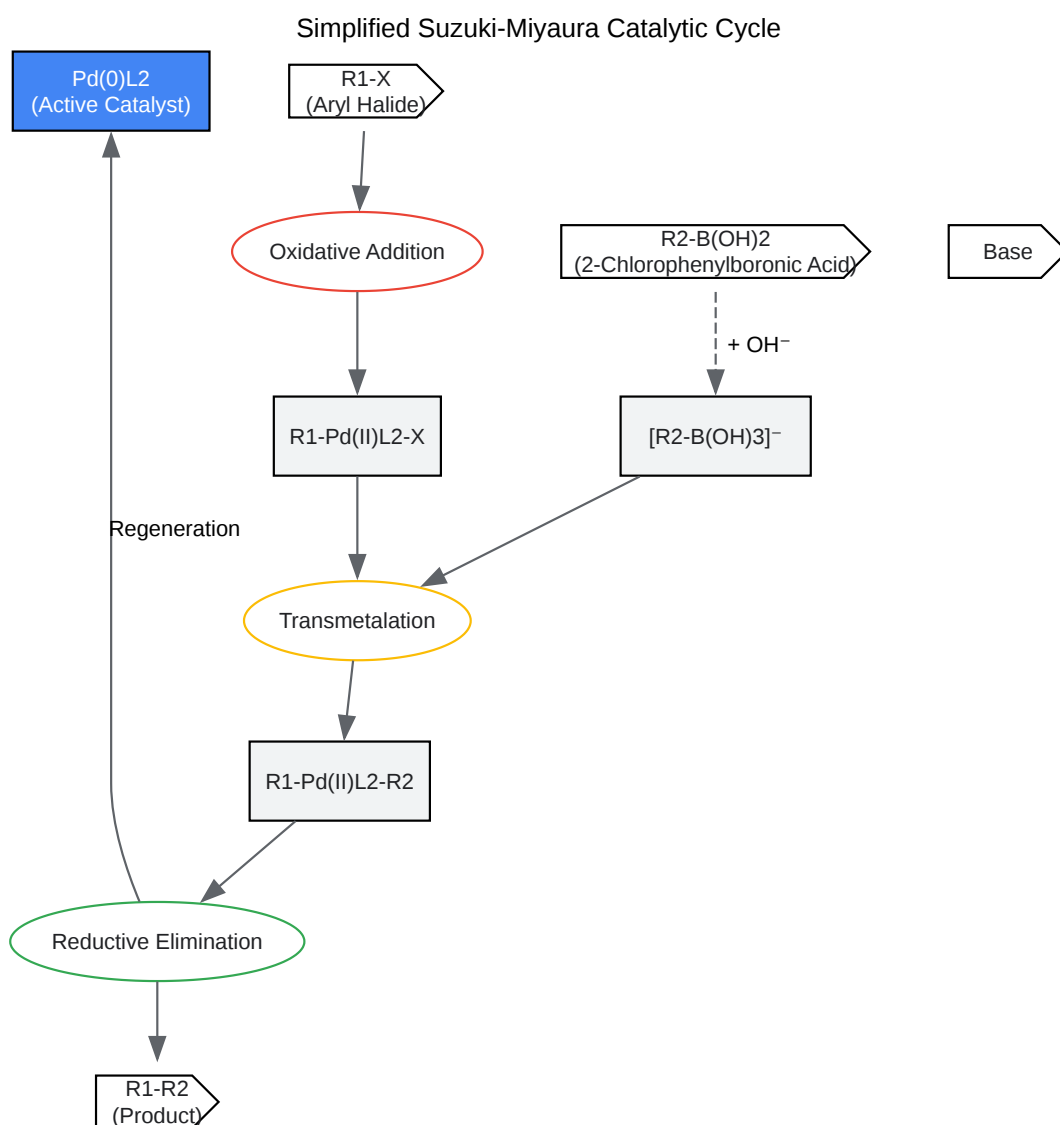 Simplified Suzuki-Miyaura Catalytic Cycle
Pd(0)L2
(Active Catalyst)
R1-X
(Aryl Halide)
Oxidative Addition
R2-B(OH)2
(2-Chlorophenylboronic Acid)
Base
+ OH⁻
R1-Pd(II)L2-X
[R2-B(OH)3]⁻
Regeneration
Transmetalation
R1-Pd(II)L2-R2
Reductive Elimination
R1-R2
(Product)